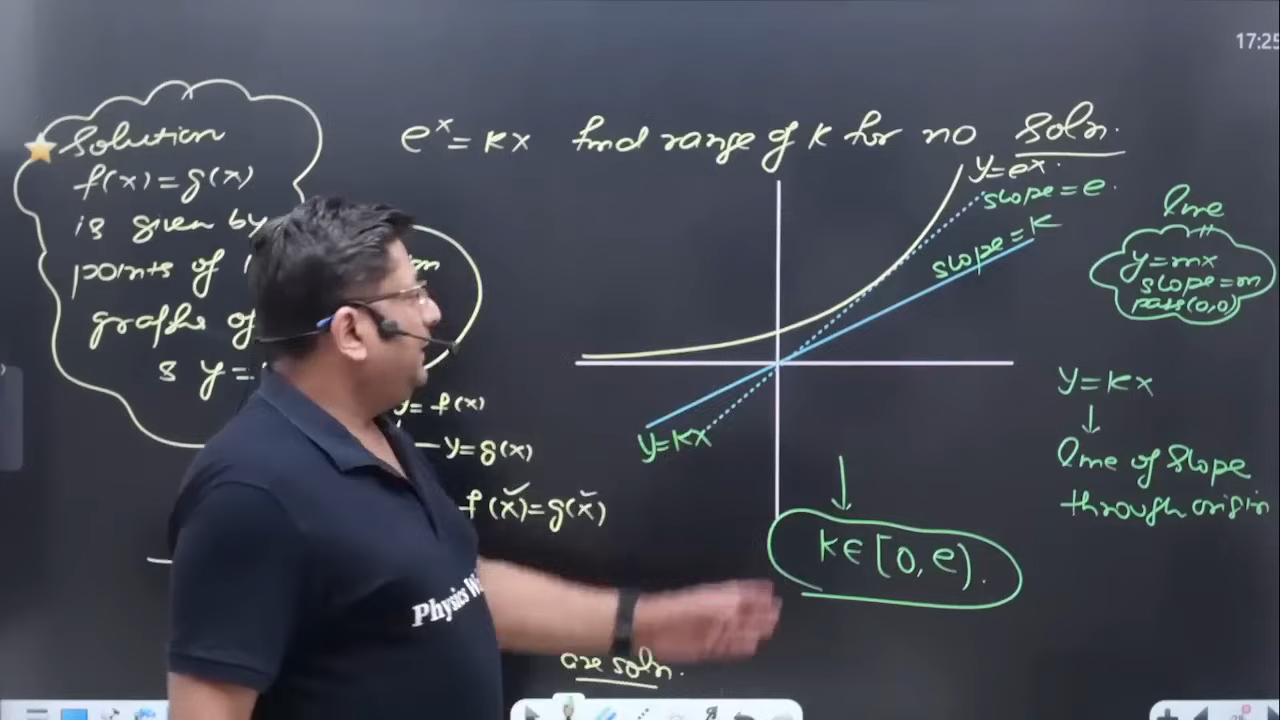 17:25
e^x = kx find range of k for no soln.
Solution
f(x) = g(x)
is given by
points of
graphs of
y =
y = f(x)
y = g(x)
f(x) = g(x)
are soln.
y = e^x.
slope = e.
slope = k
y = kx
k ∈ [0, e).
line
y = mx
slope = m
pass(0,0)
y = kx
↓
line of slope
through origin
Physics W